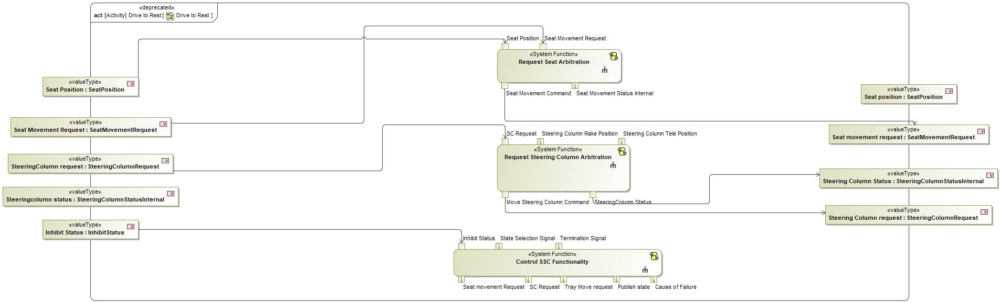 «deprecated»
act [Activity] Drive to Rest [ Drive to Rest ]
Seat Position Seat Movement Request
«System Function»
Request Seat Arbitration
Seat Movement Command Seat Movement Status Internal
«valueType»
Seat Position : SeatPosition
«valueType»
Seat Movement Request : SeatMovementRequest
«valueType»
SteeringColumn request : SteeringColumnRequest
«valueType»
Steeringcolumn status : SteeringColumnStatusInternal
«valueType»
Inhibit Status : InhibitStatus
SC Request Steering Column Rake Position Steering Column Tele Position
«System Function»
Request Steering Column Arbitration
Move Steering Column Command SteeringColumn Status
Inhibit Status State Selection Signal Termination Signal
«System Function»
Control SSC Functionality
Seat movement Request SC Request Tray Move request Publish state Cause of Failure
«valueType»
Seat position : SeatPosition
«valueType»
Seat movement request : SeatMovementRequest
«valueType»
Steering Column Status : SteeringColumnStatusInternal
«valueType»
Steering Column request : SteeringColumnRequest